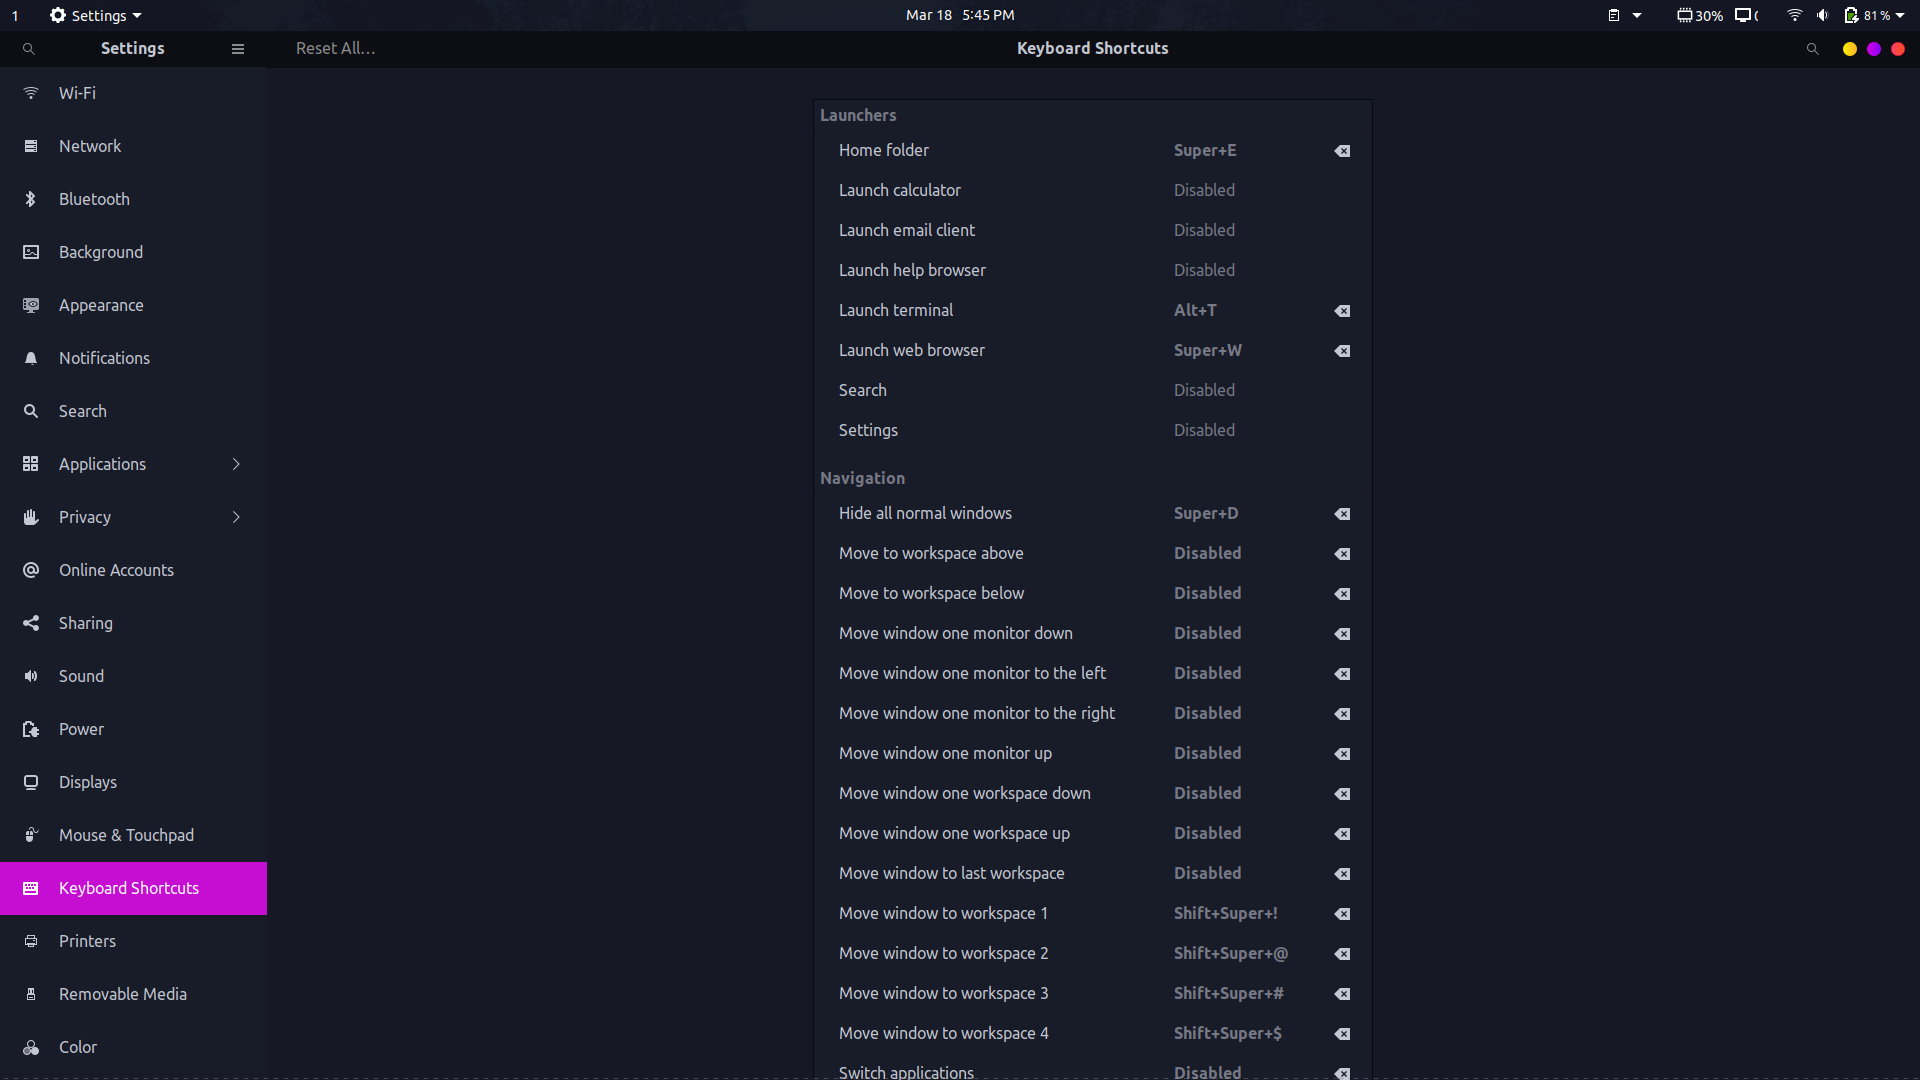 1 Settings Mar 18 5:45 PM 30% 81 %
Settings Reset All... Keyboard Shortcuts
Wi-Fi
Network
Bluetooth
Background
Appearance
Notifications
Search
Applications
Privacy
Online Accounts
Sharing
Sound
Power
Displays
Mouse & Touchpad
Keyboard Shortcuts
Printers
Removable Media
Color
Launchers
Home folder Super+E
Launch calculator Disabled
Launch email client Disabled
Launch help browser Disabled
Launch terminal Alt+T
Launch web browser Super+W
Search Disabled
Settings Disabled
Navigation
Hide all normal windows Super+D
Move to workspace above Disabled
Move to workspace below Disabled
Move window one monitor down Disabled
Move window one monitor to the left Disabled
Move window one monitor to the right Disabled
Move window one monitor up Disabled
Move window one workspace down Disabled
Move window one workspace up Disabled
Move window to last workspace Disabled
Move window to workspace 1 Shift+Super+!
Move window to workspace 2 Shift+Super+@
Move window to workspace 3 Shift+Super+#
Move window to workspace 4 Shift+Super+$
Switch applications Disabled